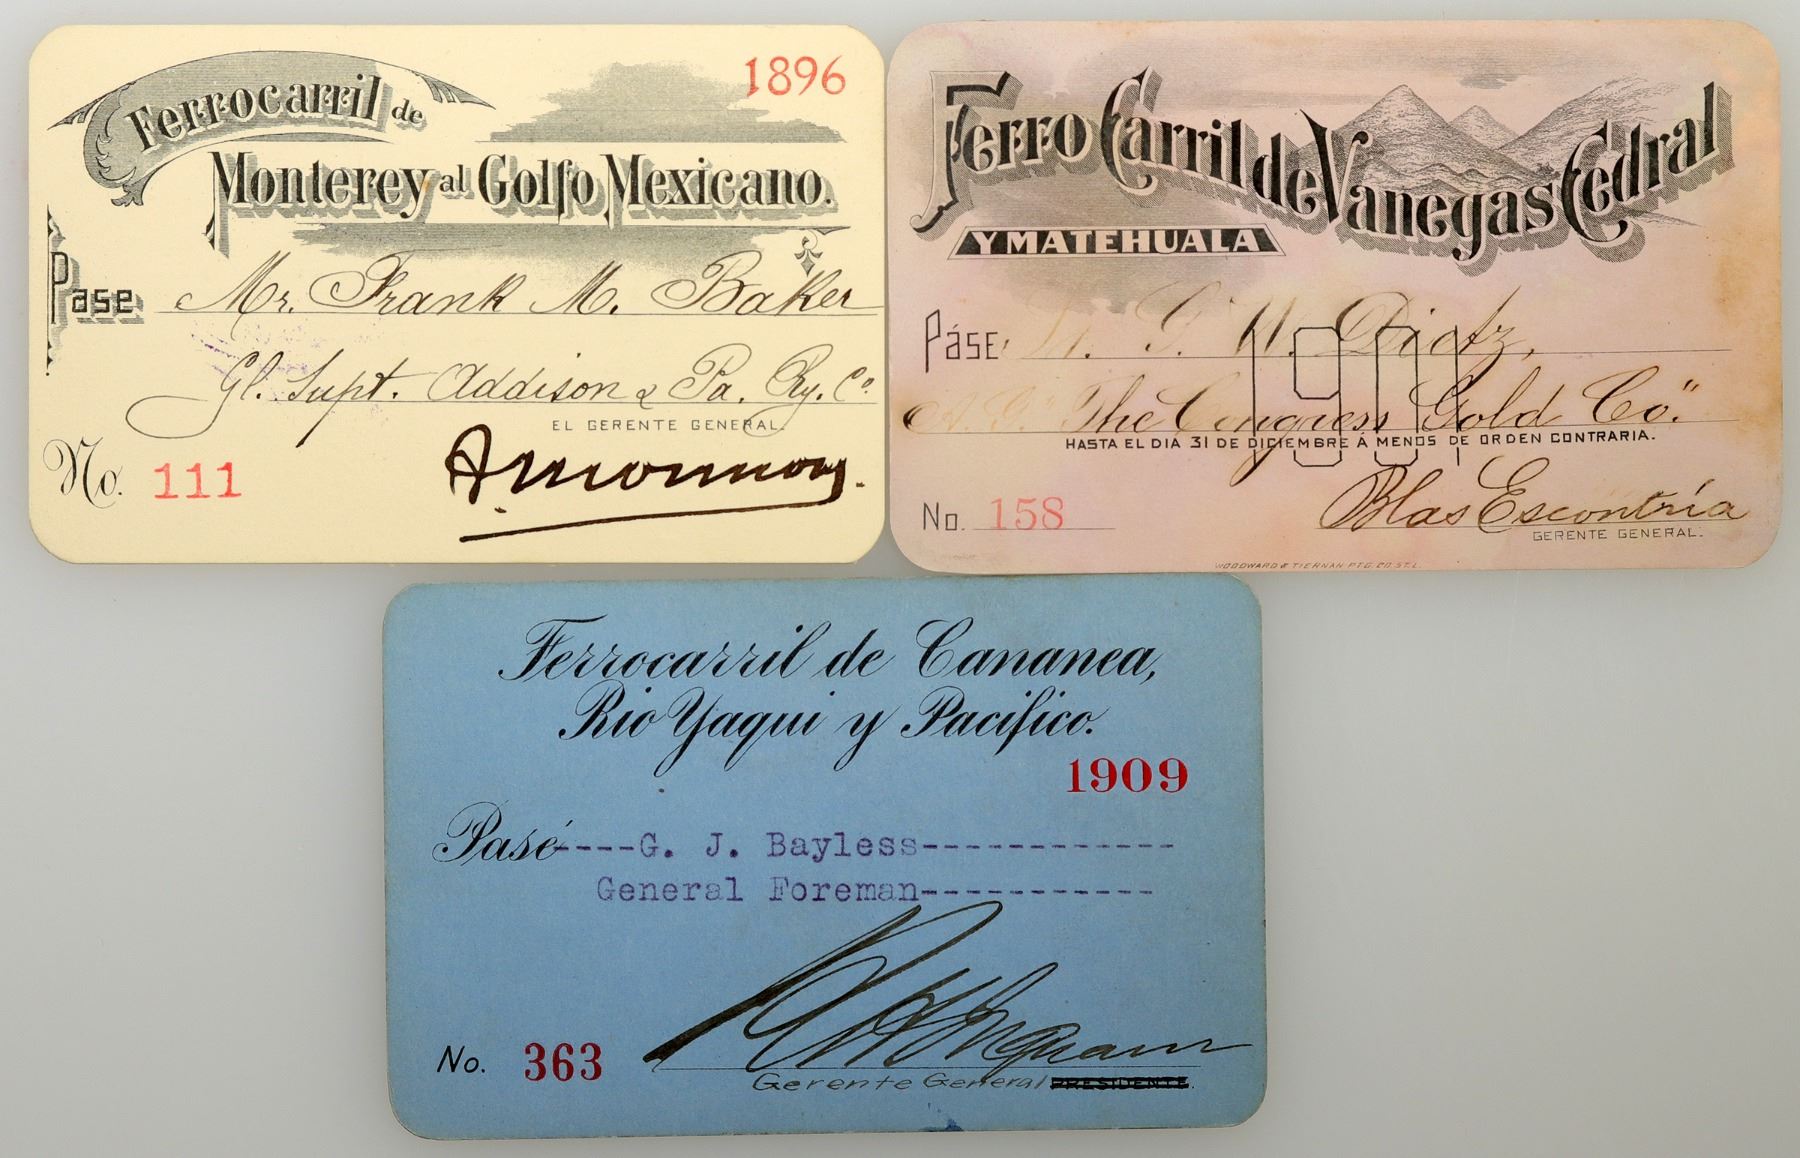 1896
Ferrocarril de
Monterey al Golfo Mexicano.
Pase Mr. Frank M. Baker
Gl. Supt. Addison & Pa. Ry. Co
EL GERENTE GENERAL
No. 111
Ferro Carril de Vanegas Cedral
Y MATEHUALA
PÁSE G. W. Dietz,
"The Congress Gold Co."
1901
HASTA EL DIA 31 DE DICIEMBRE Á MENOS DE ORDEN CONTRARIA.
No. 158
Blas Escontría
GERENTE GENERAL.
WOODWARD & TIERNAN PTG. CO. ST. L.
Ferrocarril de Cananea,
Rio Yaqui y Pacifico.
1909
Pasé----G. J. Bayless------------
General Foreman-----------
No. 363
Gerente General PRESIDENTE.